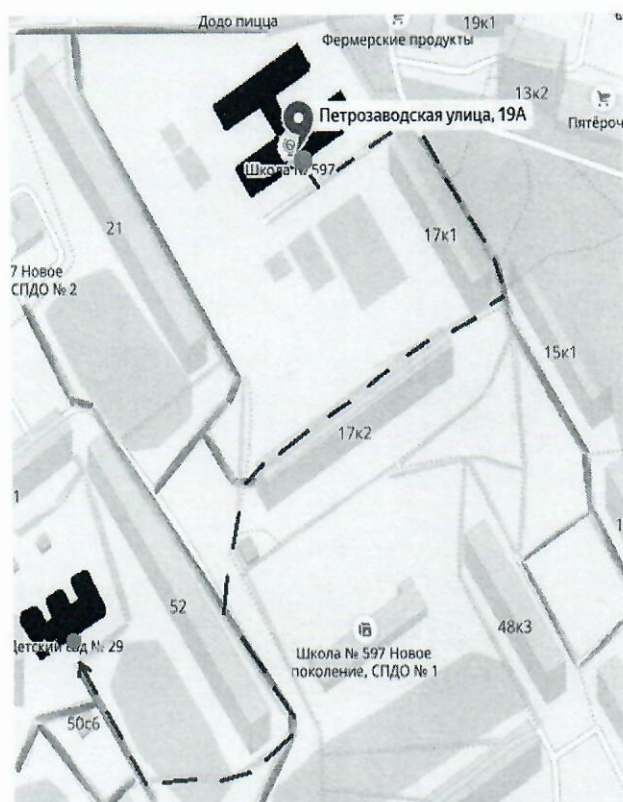 Додо пицца
19к1
Фермерские продукты
13к2
Петрозаводская улица, 19А
Пятёроч
Школа № 597
21
17к1
7 Новое
СПДО № 2
15к1
17к2
1
1
52
Школа № 597 Новое
поколение, СПДО № 1
48к3
Детский сад № 29
50с6